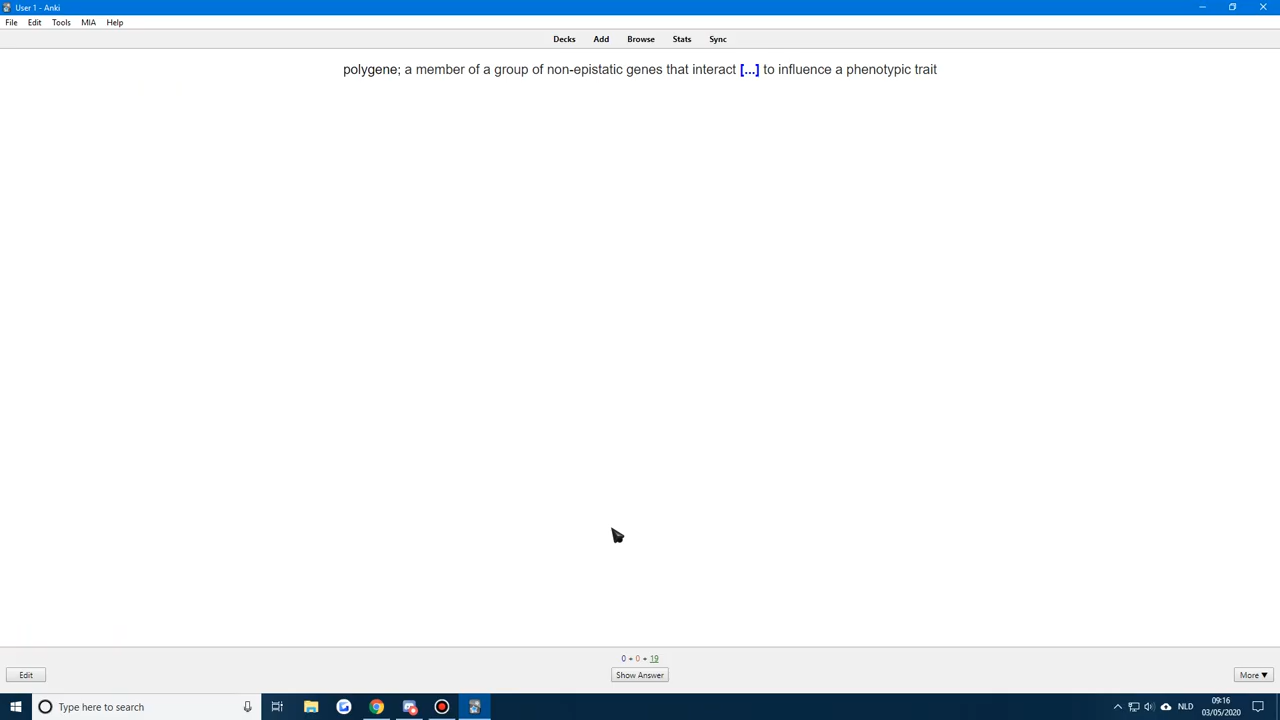 User 1 - Anki
File Edit Tools MIA Help
Decks Add Browse Stats Sync
polygene; a member of a group of non-epistatic genes that interact [...] to influence a phenotypic trait
0 + 0 + 19
Edit Show Answer More ▼
Type here to search NLD 09:16
03/05/2020